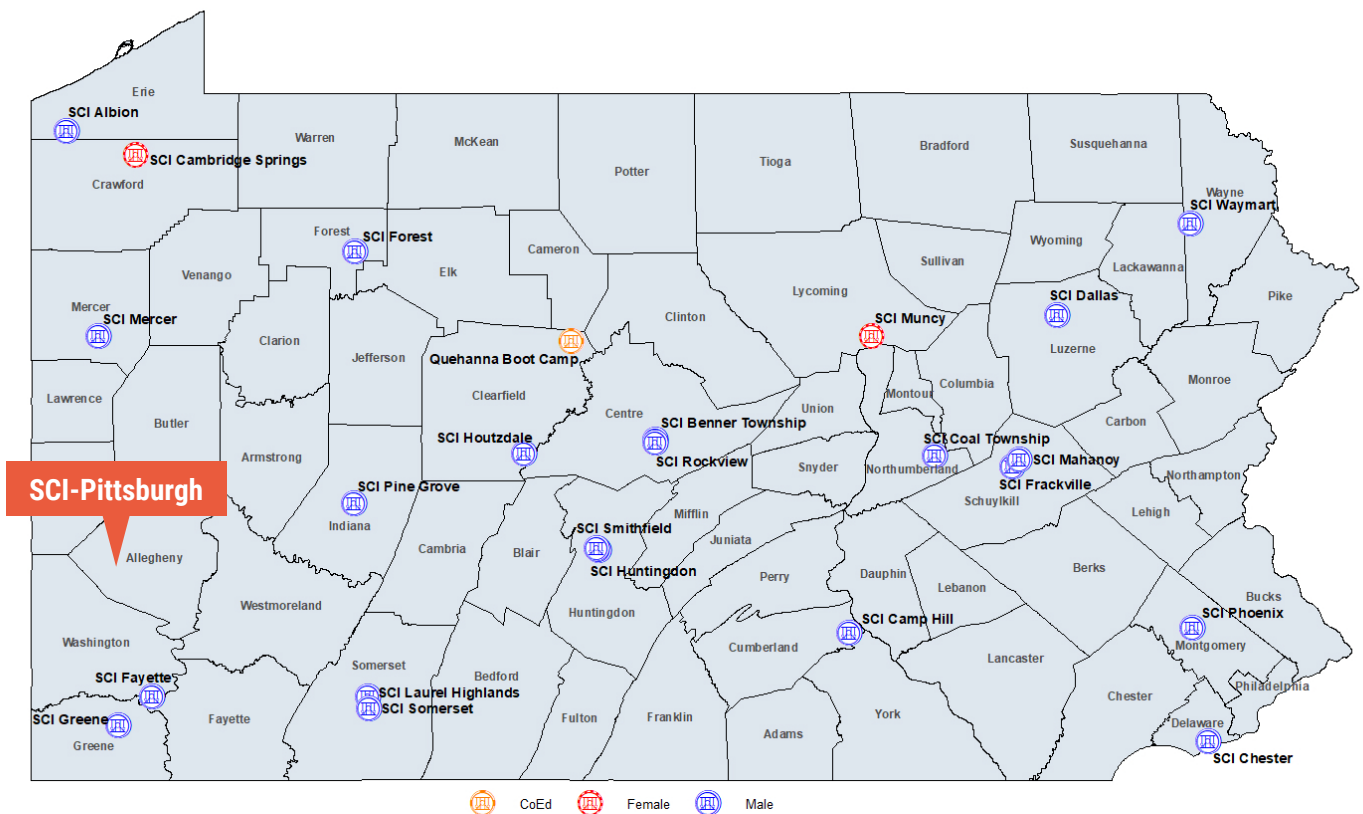 Erie
SCI Albion
Warren
McKean
Potter
Tioga
Bradford
Susquehanna
SCI Cambridge Springs
Crawford
Wayne
SCI Waymart
Forest
SCI Forest
Cameron
Elk
Venango
Wyoming
Sullivan
Lackawanna
Pike
Lycoming
SCI Dallas
Mercer
SCI Mercer
Clinton
SCI Muncy
Clarion
Jefferson
Quehanna Boot Camp
Luzerne
Monroe
Lawrence
Butler
Clearfield
Centre
Union
Montour
Columbia
Carbon
SCI Benner Township
SCI Houtzdale
SCI Coal Township
Armstrong
SCI Rockview
Snyder
Northumberland
SCI Mahanoy
SCI Frackville
Northampton
SCI-Pittsburgh
SCI Pine Grove
Indiana
Schuylkill
Lehigh
Mifflin
SCI Smithfield
Juniata
Allegheny
Cambria
Blair
SCI Huntingdon
Perry
Dauphin
Lebanon
Berks
Bucks
Westmoreland
Huntingdon
SCI Phoenix
SCI Camp Hill
Washington
Cumberland
Montgomery
Somerset
Bedford
Lancaster
SCI Fayette
SCI Laurel Highlands
SCI Somerset
Philadelphia
Chester
SCI Greene
Fayette
Fulton
Franklin
York
Delaware
Greene
Adams
SCI Chester
CoEd
Female
Male